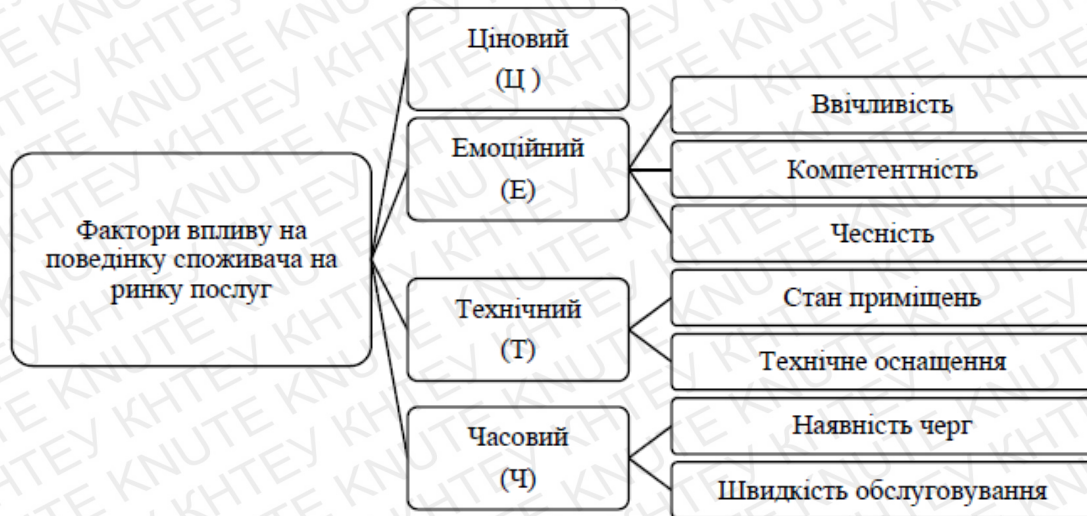 Фактори впливу на
поведінку споживача на
ринку послуг
Ціновий
(Ц )
Емоційний
(Е)
Ввічливість
Компетентність
Чесність
Технічний
(Т)
Стан приміщень
Технічне оснащення
Часовий
(Ч)
Наявність черг
Швидкість обслуговування